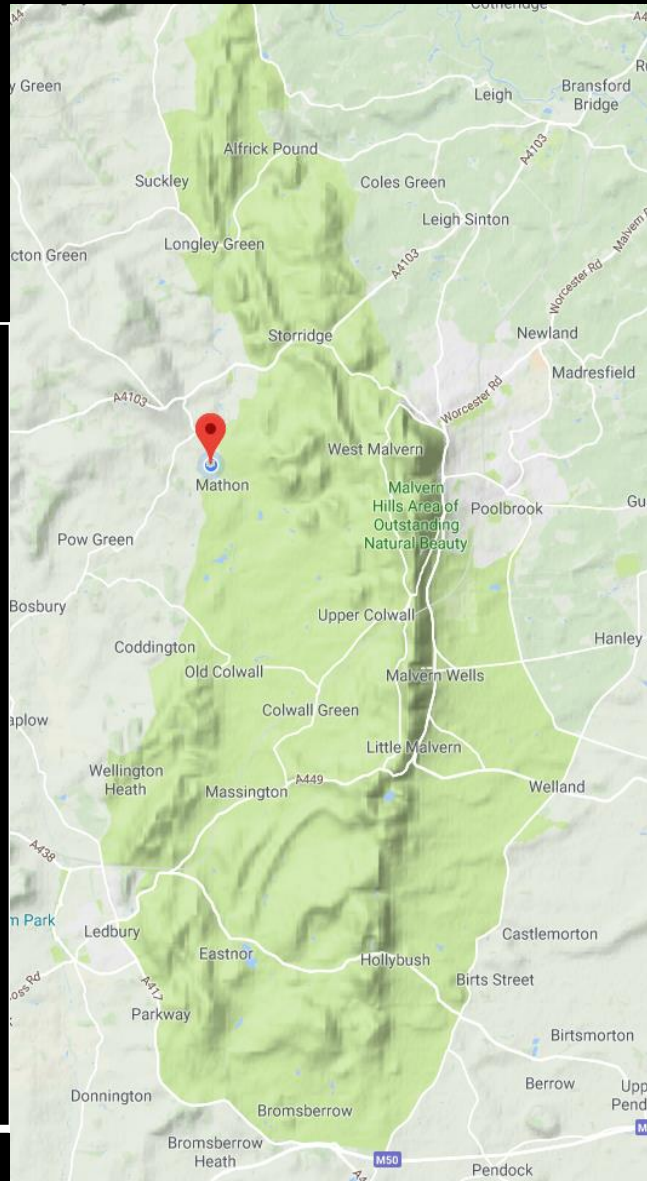 A44
Cotheridge
y Green
Leigh
Bransford
Bridge
Alfrick Pound
A4103
Suckley
Coles Green
Leigh Sinton
Longley Green
cton Green
A4103
Worcester Rd
Storridge
Newland
Madresfield
A4103
Worcester Rd
West Malvern
Mathon
Malvern
Hills Area of
Outstanding
Natural Beauty
Poolbrook
Gu
Pow Green
Bosbury
Upper Colwall
Hanley
Coddington
Old Colwall
Malvern Wells
aplow
Colwall Green
Little Malvern
Wellington
Heath
A449
Massington
Welland
A438
m Park
Ledbury
Castlemorton
Eastnor
Hollybush
Birts Street
oss Rd
A417
Parkway
Birtsmorton
Donnington
Berrow
Upp
Pend
Bromsberrow
Bromsberrow
Heath
M50
Pendock